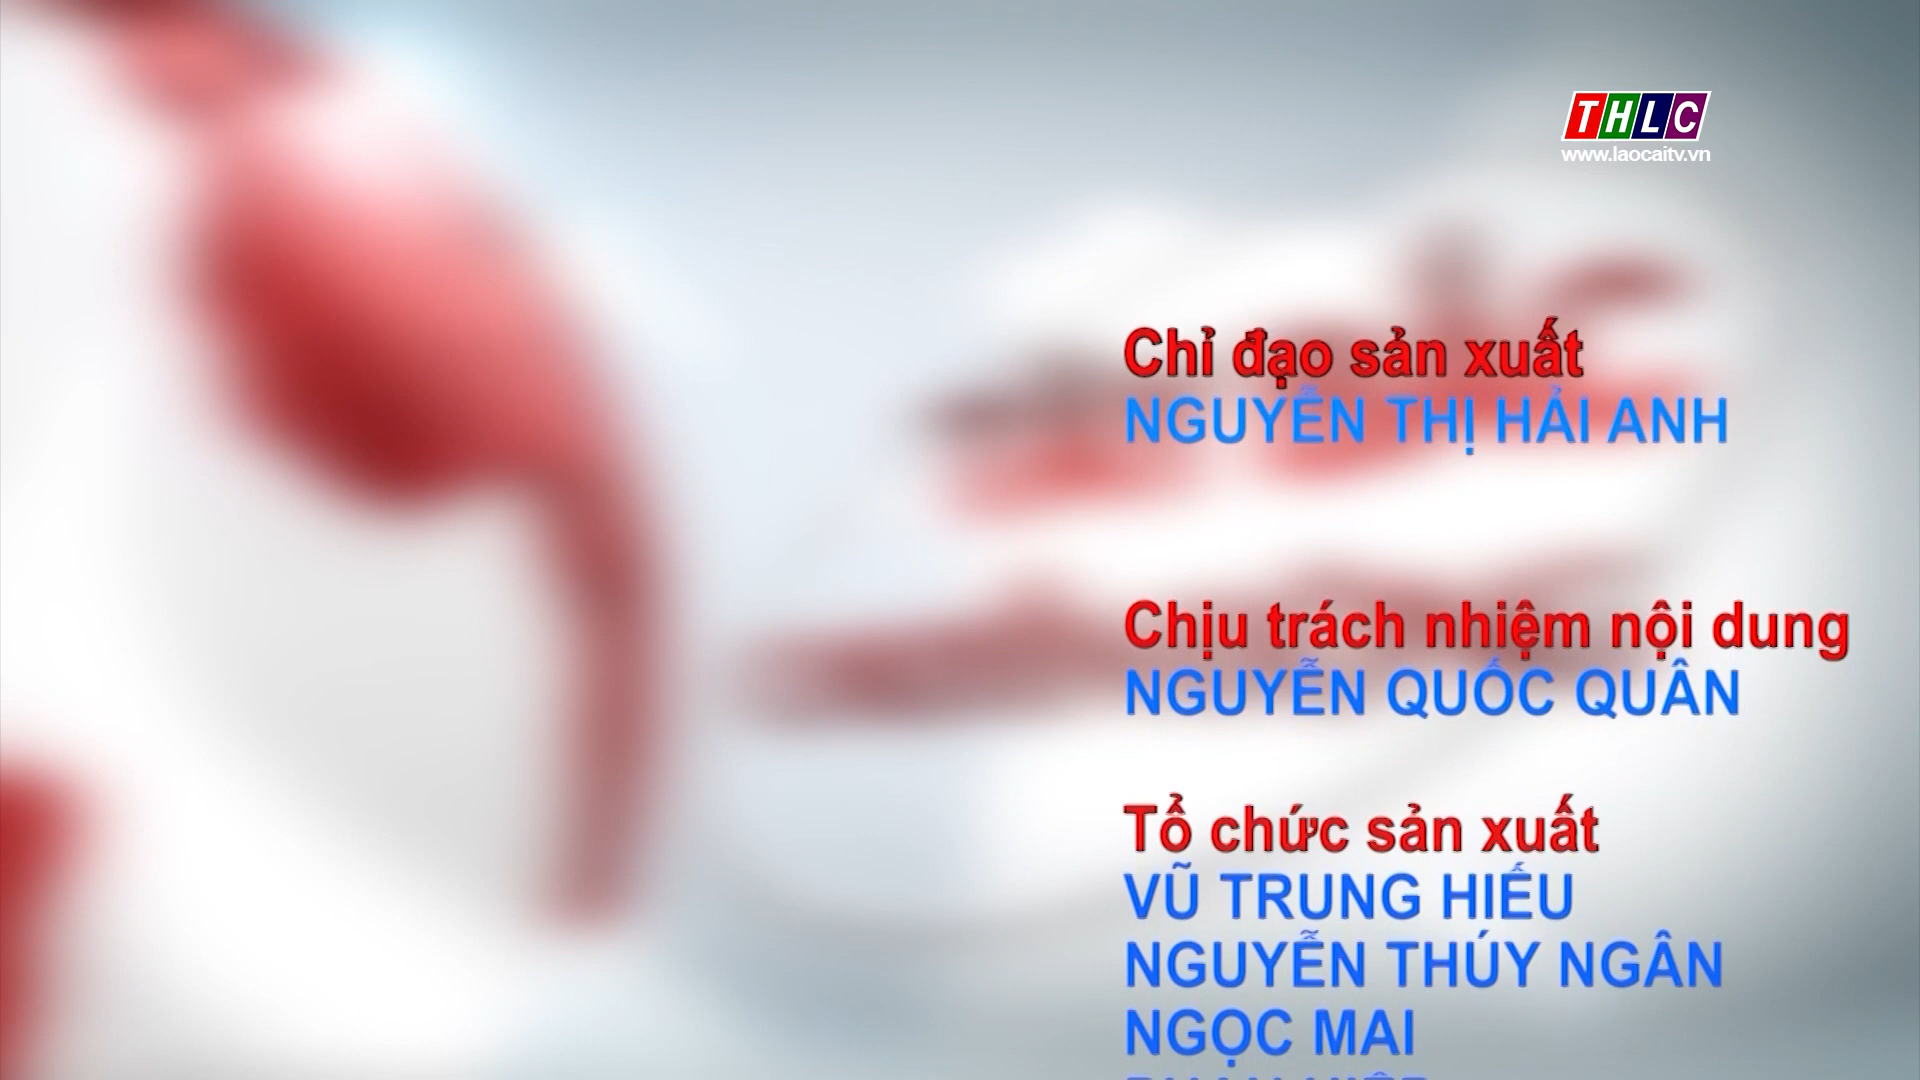 THLC
www.laocaitv.vn
Chỉ đạo sản xuất
NGUYỄN THỊ HẢI ANH
Chịu trách nhiệm nội dung
NGUYỄN QUỐC QUÂN
Tổ chức sản xuất
VŨ TRUNG HIẾU
NGUYỄN THÚY NGÂN
NGỌC MAI